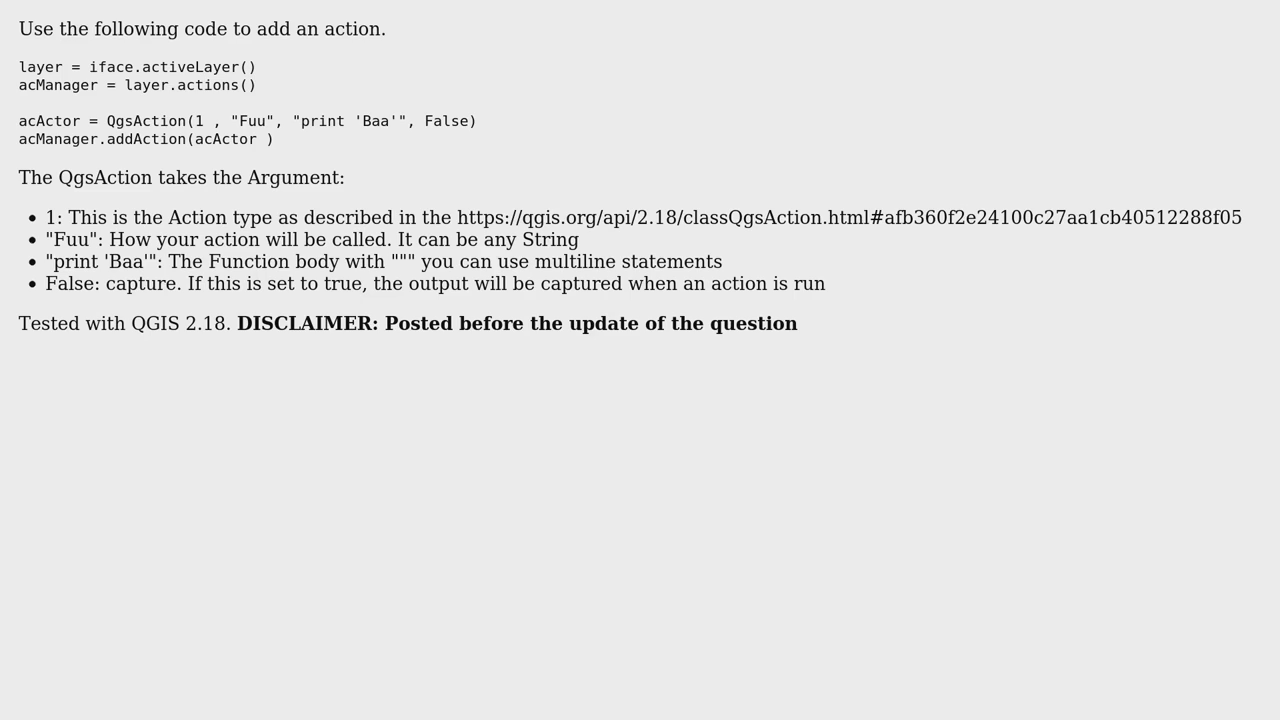 Use the following code to add an action.
layer = iface.activeLayer()
acManager = layer.actions()
acActor = QgsAction(1 , "Fuu", "print 'Baa'", False)
acManager.addAction(acActor )
The QgsAction takes the Argument:
• 1: This is the Action type as described in the https://qgis.org/api/2.18/classQgsAction.html#afb360f2e24100c27aa1cb40512288f05
• "Fuu": How your action will be called. It can be any String
• "print 'Baa'": The Function body with """ you can use multiline statements
• False: capture. If this is set to true, the output will be captured when an action is run
Tested with QGIS 2.18. DISCLAIMER: Posted before the update of the question